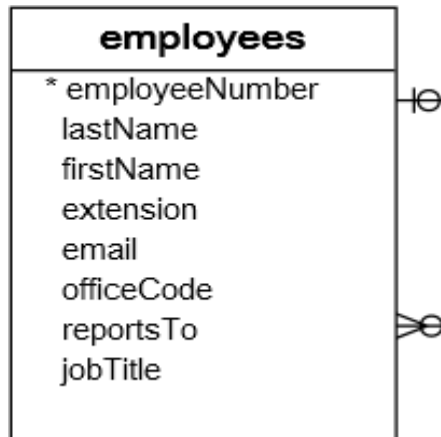 employees
* employeeNumber
lastName
firstName
extension
email
officeCode
reportsTo
jobTitle